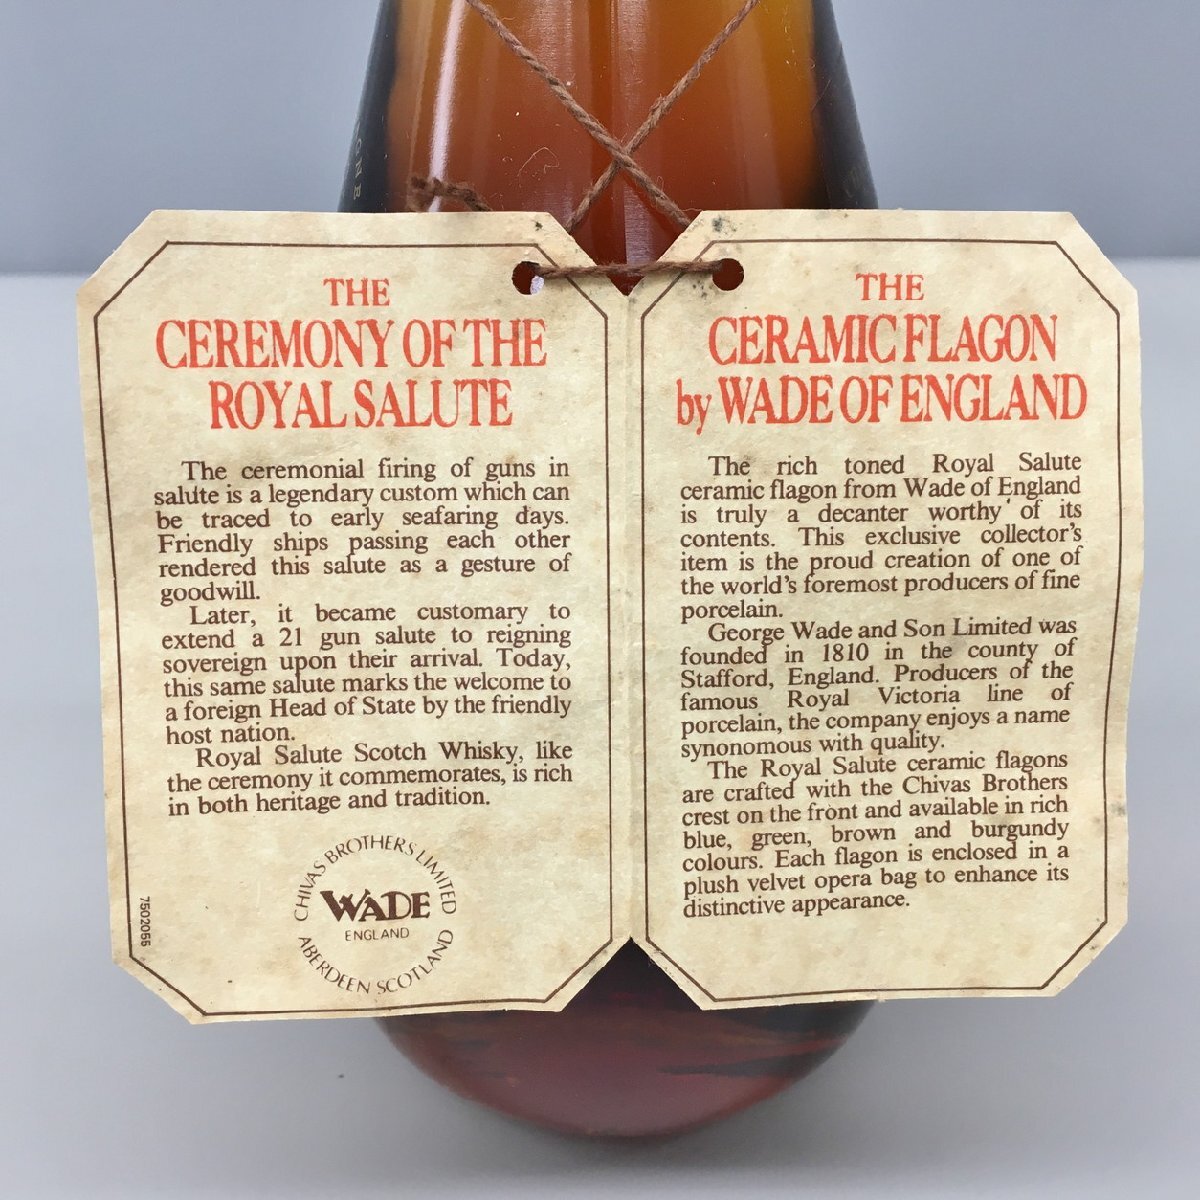 THE
CEREMONY OF THE
ROYAL SALUTE
The ceremonial firing of guns in
salute is a legendary custom which can
be traced to early seafaring days.
Friendly ships passing each other
rendered this salute as a gesture of
goodwill.
Later, it became customary to
extend a 21 gun salute to reigning
sovereign upon their arrival. Today,
this same salute marks the welcome to
a foreign Head of State by the friendly
host nation.
Royal Salute Scotch Whisky, like
the ceremony it commemorates, is rich
in both heritage and tradition.
CHIVAS BROTHERS LIMITED
WADE
ENGLAND
ABERDEEN SCOTLAND
7502055
THE
CERAMIC FLAGON
by WADE OF ENGLAND
The rich toned Royal Salute
ceramic flagon from Wade of England
is truly a decanter worthy of its
contents. This exclusive collector's
item is the proud creation of one of
the world's foremost producers of fine
porcelain.
George Wade and Son Limited was
founded in 1810 in the county of
Stafford, England. Producers of the
famous Royal Victoria line of
porcelain, the company enjoys a name
synonomous with quality.
The Royal Salute ceramic flagons
are crafted with the Chivas Brothers
crest on the front and available in rich
blue, green, brown and burgundy
colours. Each flagon is enclosed in a
plush velvet opera bag to enhance its
distinctive appearance.